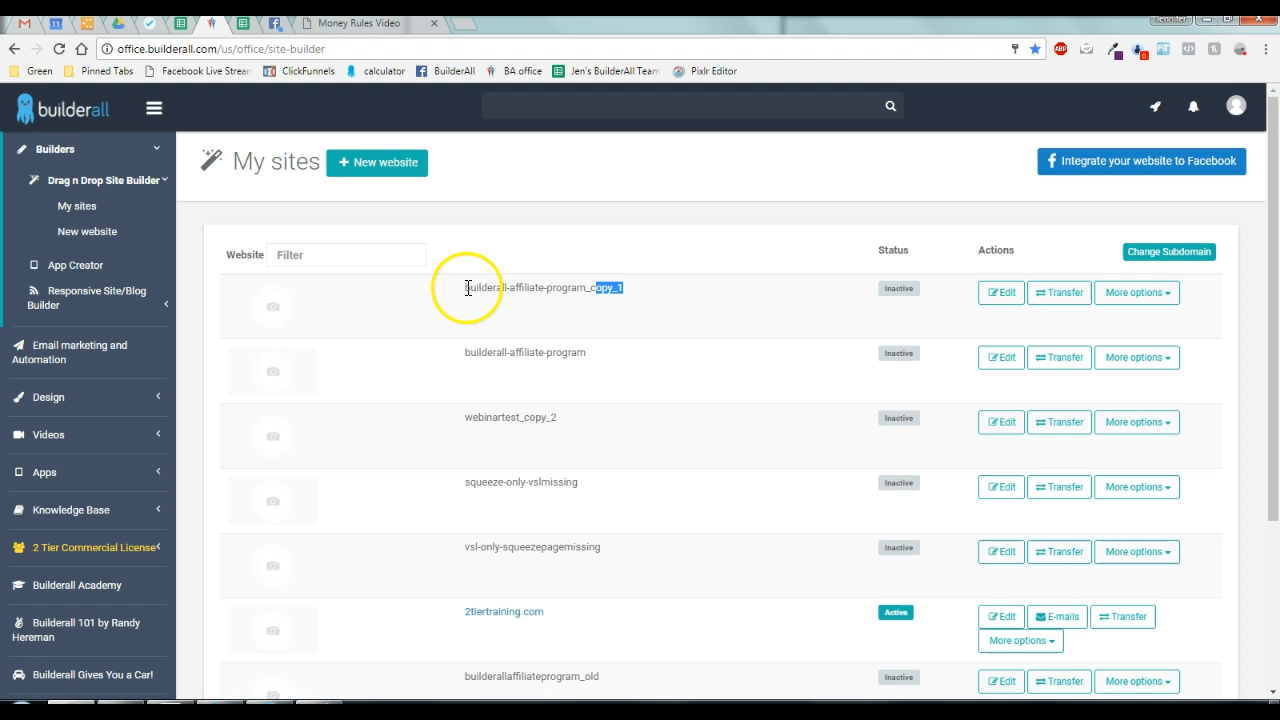 Money Rules Video
Jennifer
office.builderall.com/us/office/site-builder
Green
Pinned Tabs
Facebook Live Stream
ClickFunnels
calculator
BuilderAll
BA office
Jen's BuilderAll Team
Pixlr Editor
builderall
Builders
Drag n Drop Site Builder
My sites
New website
App Creator
Responsive Site/Blog
Builder
Email marketing and
Automation
Design
Videos
Apps
Knowledge Base
2 Tier Commercial License
Builderall Academy
Builderall 101 by Randy
Hereman
Builderall Gives You a Car!
My sites
+ New website
Integrate your website to Facebook
Website Filter Status Actions Change Subdomain
builderall-affiliate-program_copy_1 Inactive Edit Transfer More options
builderall-affiliate-program Inactive Edit Transfer More options
webinartest_copy_2 Inactive Edit Transfer More options
squeeze-only-vslmissing Inactive Edit Transfer More options
vsl-only-squeezepagemissing Inactive Edit Transfer More options
2tiertraining.com Active Edit E-mails Transfer
More options
builderallaffiliateprogram_old Inactive Edit Transfer More options